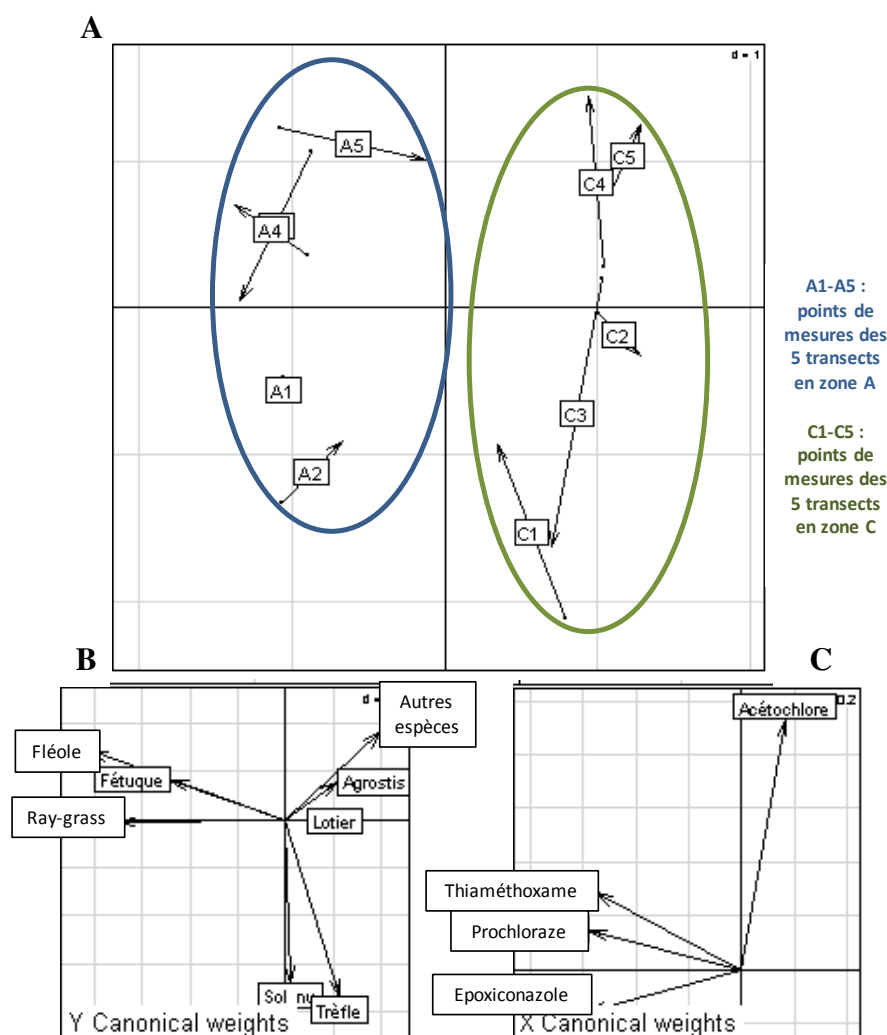 A
d = 1
A5
C5
C4
A4
C2
A1
C3
A2
C1
A1-A5 :
points de
mesures des
5 transects
en zone A
C1-C5 :
points de
mesures des
5 transects
en zone C
B
C
Autres
espèces
Fléole
Fétuque
Agrostis
Ray-grass
Lotier
Trèfle
Y Canonical weights
0.2
Acétochlore
Thiaméthoxame
Prochloraze
Epoxiconazole
X Canonical weights